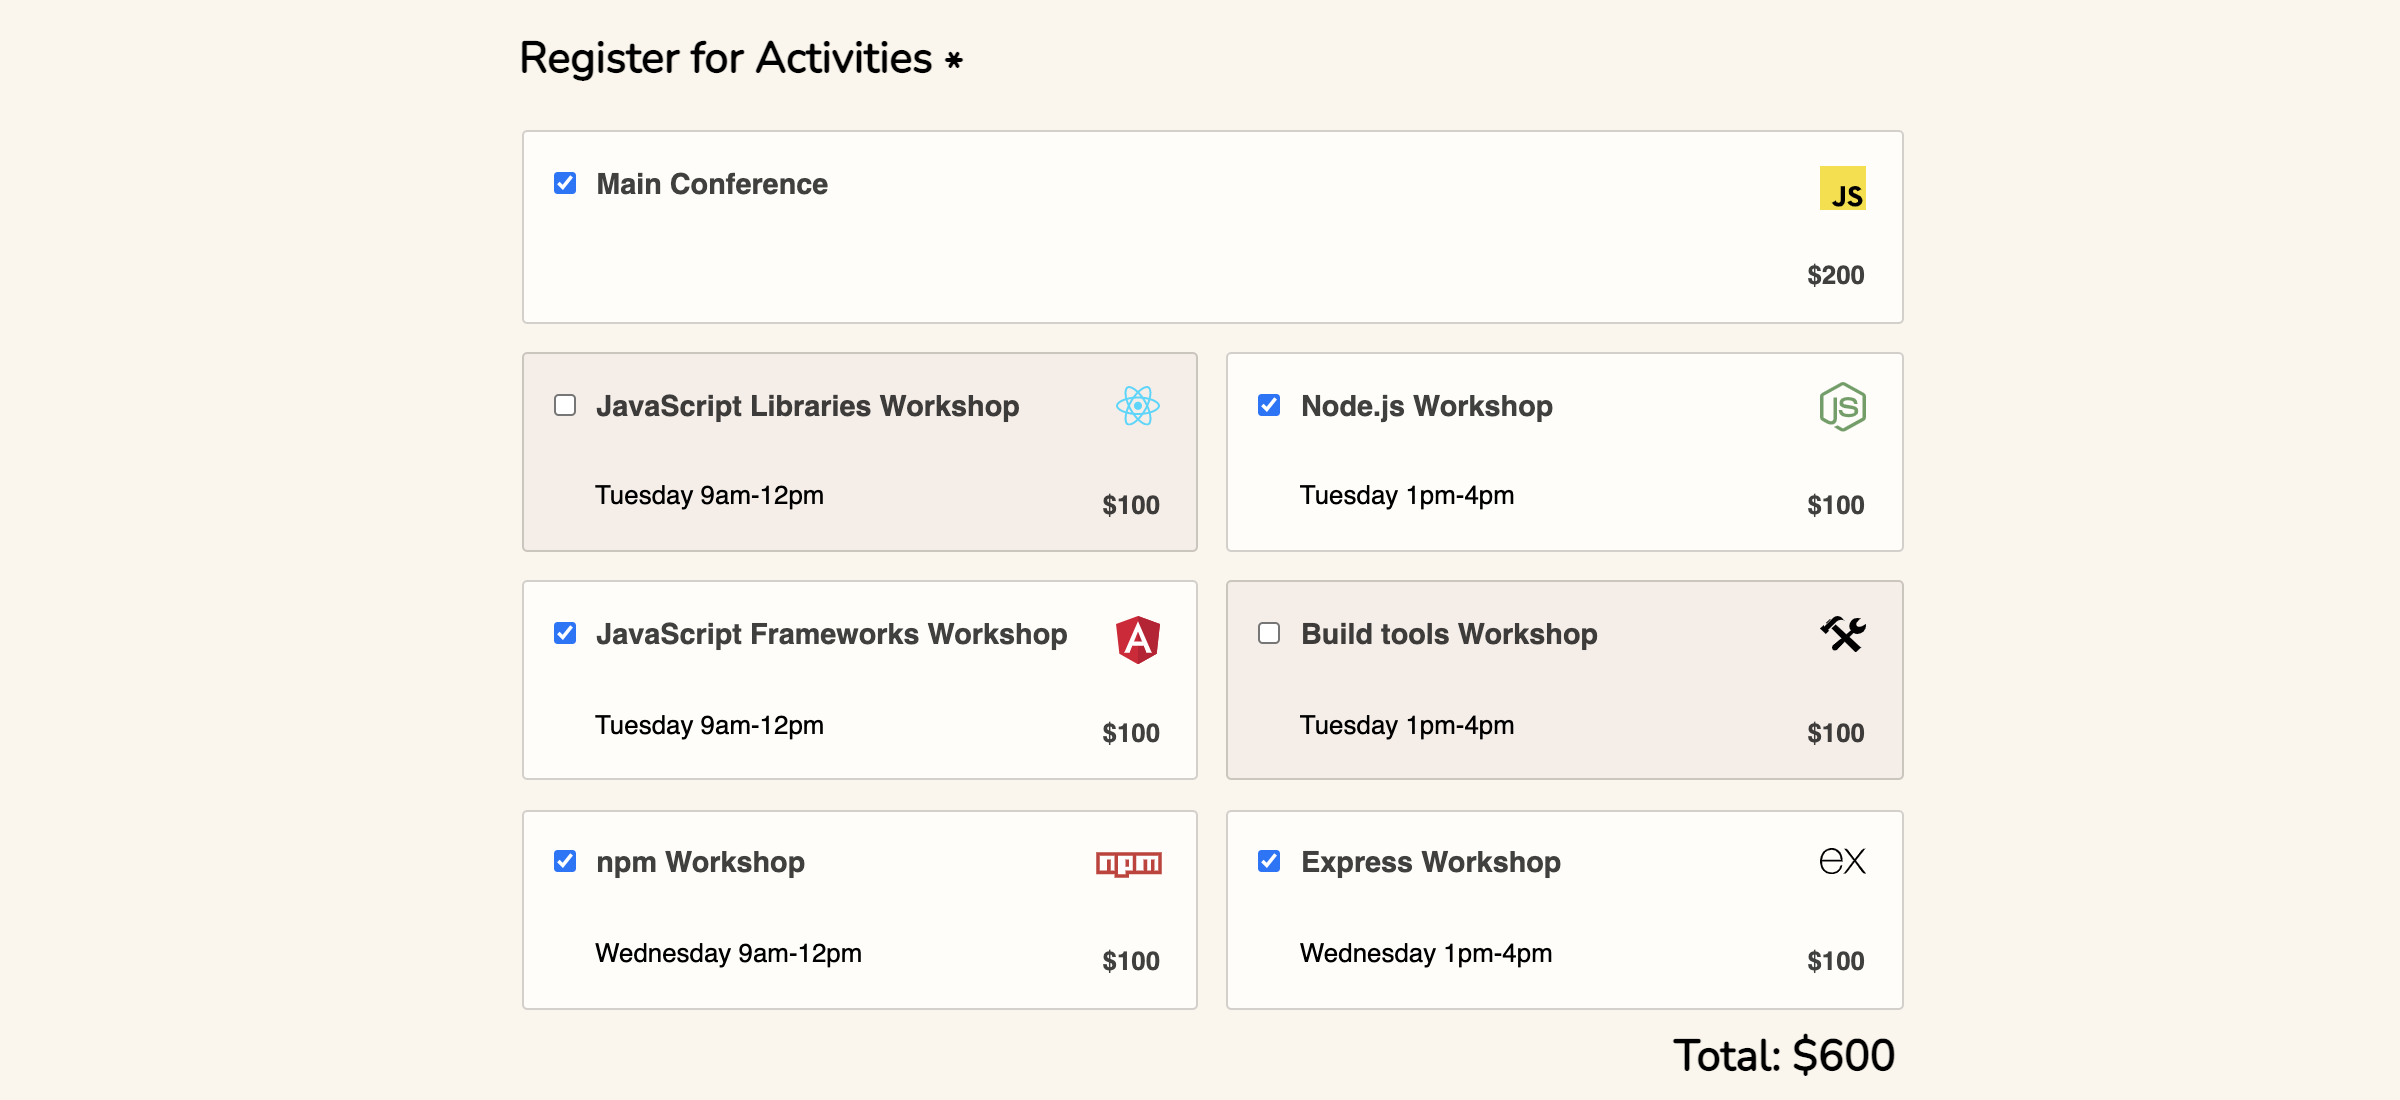 Register for Activities *
Main Conference
JS
$200
JavaScript Libraries Workshop
Tuesday 9am-12pm
$100
Node.js Workshop
JS
Tuesday 1pm-4pm
$100
JavaScript Frameworks Workshop
A
Tuesday 9am-12pm
$100
Build tools Workshop
Tuesday 1pm-4pm
$100
npm Workshop
npm
Wednesday 9am-12pm
$100
Express Workshop
ex
Wednesday 1pm-4pm
$100
Total: $600